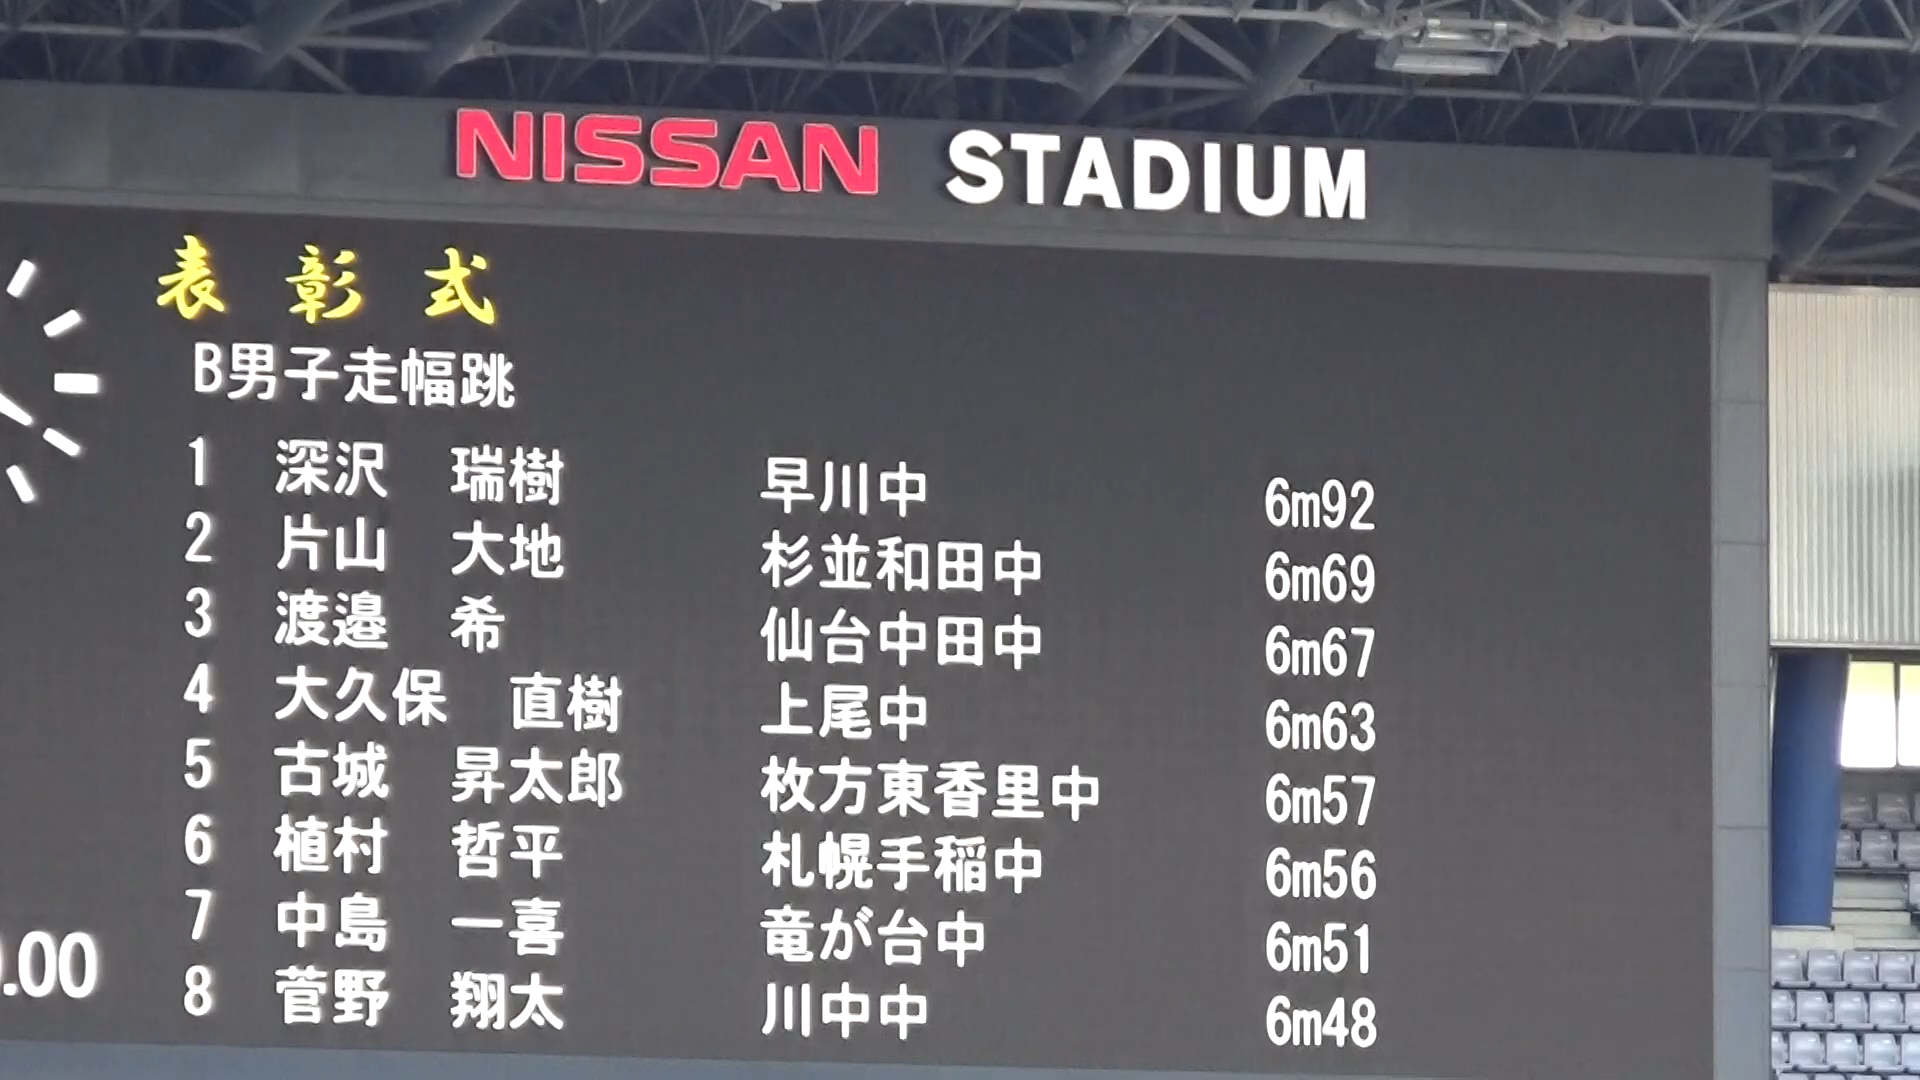 NISSAN STADIUM
表 彰 式
B男子走幅跳
1 深沢 瑞樹 早川中 6m92
2 片山 大地 杉並和田中 6m69
3 渡邉 希 仙台中田中 6m67
4 大久保 直樹 上尾中 6m63
5 古城 昇太郎 枚方東香里中 6m57
6 植村 哲平 札幌手稲中 6m56
7 中島 一喜 竜が台中 6m51
8 菅野 翔太 川中中 6m48
.00